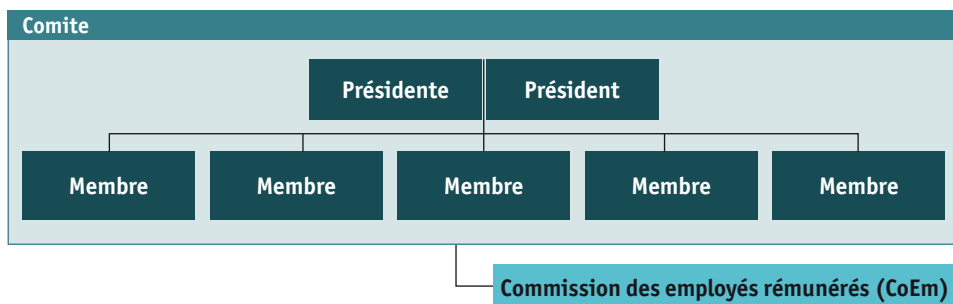 Comite
Présidente Président
Membre Membre Membre Membre Membre
Commission des employés rémunérés (CoEm)